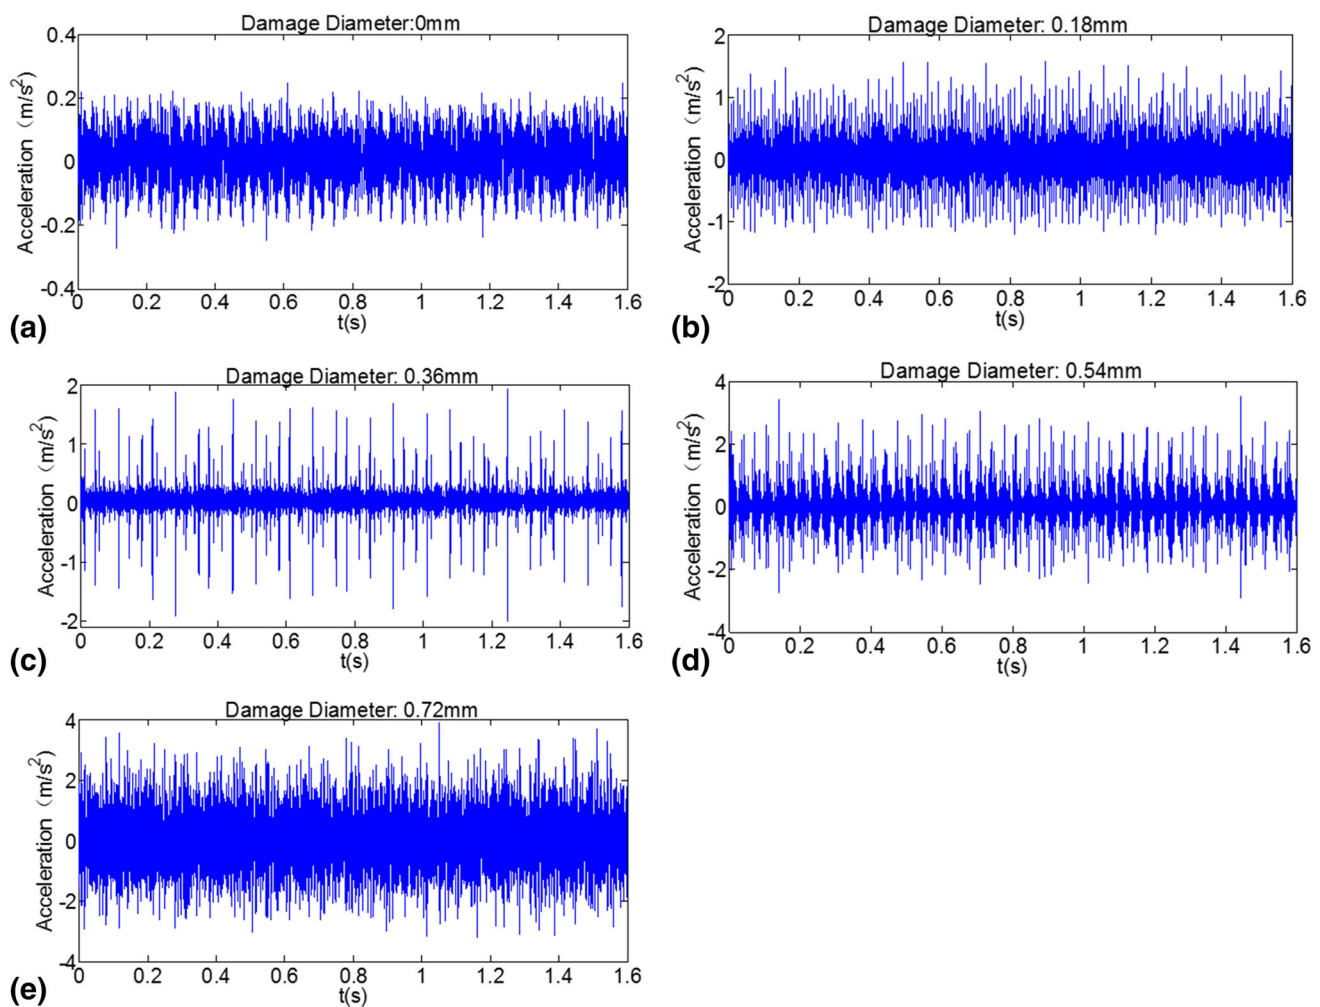 Damage Diameter:0mm
0.4
0.2
0
-0.2
-0.4
Acceleration（m/s²)
0 0.2 0.4 0.6 0.8 1 1.2 1.4 1.6
t(s)
(a)
Damage Diameter: 0.18mm
2
1
0
-1
-2
Acceleration（m/s²)
0 0.2 0.4 0.6 0.8 1 1.2 1.4 1.6
t(s)
(b)
Damage Diameter: 0.36mm
2
1
0
-1
-2
Acceleration（m/s²)
0 0.2 0.4 0.6 0.8 1 1.2 1.4 1.6
t(s)
(c)
Damage Diameter: 0.54mm
4
2
0
-2
-4
Acceleration（m/s²)
0 0.2 0.4 0.6 0.8 1 1.2 1.4 1.6
t(s)
(d)
Damage Diameter: 0.72mm
4
2
0
-2
-4
Acceleration（m/s²)
0 0.2 0.4 0.6 0.8 1 1.2 1.4 1.6
t(s)
(e)